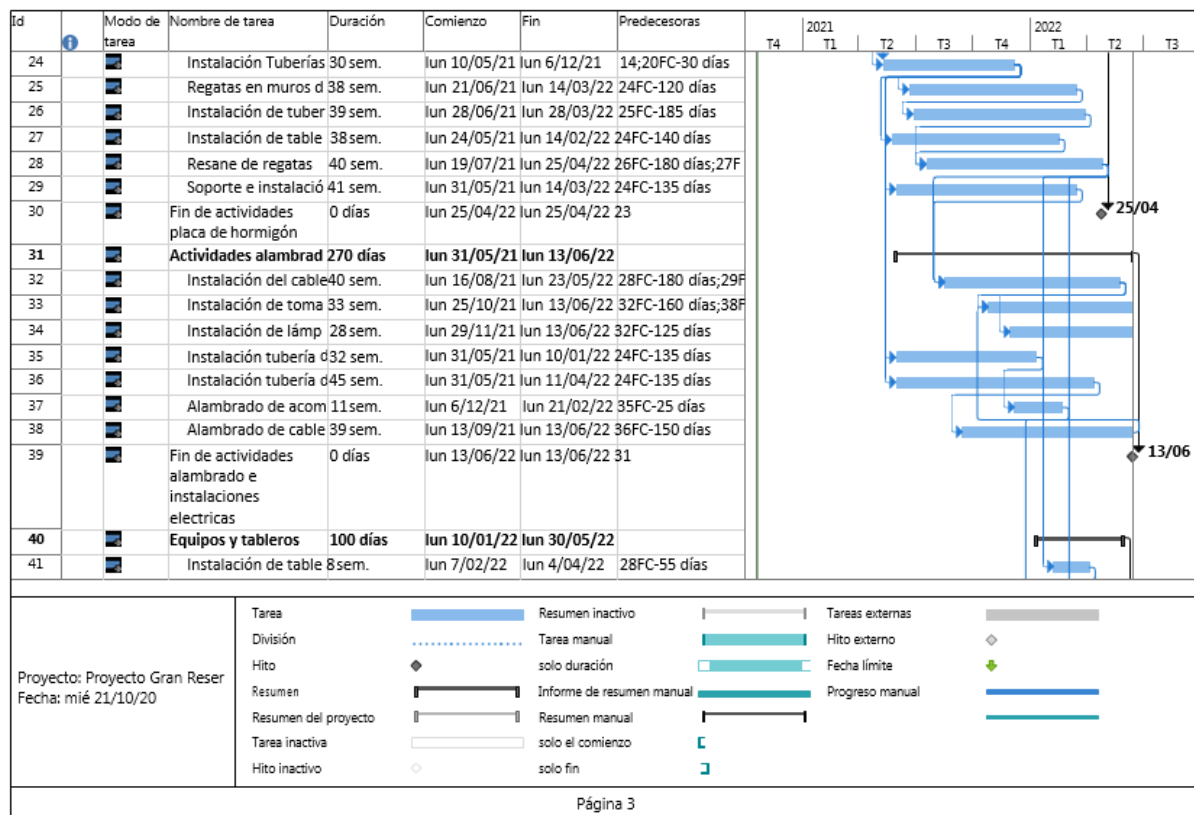 Id Modo de tarea Nombre de tarea Duración Comienzo Fin Predecesoras
2021 2022
T4 T1 T2 T3 T4 T1 T2 T3
24 Instalación Tuberías 30 sem. lun 10/05/21 lun 6/12/21 14;20FC-30 días
25 Regatas en muros d 38 sem. lun 21/06/21 lun 14/03/22 24FC-120 días
26 Instalación de tuber 39 sem. lun 28/06/21 lun 28/03/22 25FC-185 días
27 Instalación de table 38 sem. lun 24/05/21 lun 14/02/22 24FC-140 días
28 Resane de regatas 40 sem. lun 19/07/21 lun 25/04/22 26FC-180 días;27F
29 Soporte e instalació 41 sem. lun 31/05/21 lun 14/03/22 24FC-135 días
30 Fin de actividades placa de hormigón 0 días lun 25/04/22 lun 25/04/22 23
25/04
31 Actividades alambrad 270 días lun 31/05/21 lun 13/06/22
32 Instalación del cable 40 sem. lun 16/08/21 lun 23/05/22 28FC-180 días;29F
33 Instalación de toma 33 sem. lun 25/10/21 lun 13/06/22 32FC-160 días;38F
34 Instalación de lámp 28 sem. lun 29/11/21 lun 13/06/22 32FC-125 días
35 Instalación tubería d 32 sem. lun 31/05/21 lun 10/01/22 24FC-135 días
36 Instalación tubería d 45 sem. lun 31/05/21 lun 11/04/22 24FC-135 días
37 Alambrado de acom 11 sem. lun 6/12/21 lun 21/02/22 35FC-25 días
38 Alambrado de cable 39 sem. lun 13/09/21 lun 13/06/22 36FC-150 días
39 Fin de actividades alambrado e instalaciones electricas 0 días lun 13/06/22 lun 13/06/22 31
13/06
40 Equipos y tableros 100 días lun 10/01/22 lun 30/05/22
41 Instalación de table 8 sem. lun 7/02/22 lun 4/04/22 28FC-55 días
Proyecto: Proyecto Gran Reser
Fecha: mié 21/10/20
Tarea Resumen inactivo Tareas externas
División Tarea manual Hito externo
Hito solo duración Fecha límite
Resumen Informe de resumen manual Progreso manual
Resumen del proyecto Resumen manual
Tarea inactiva solo el comienzo
Hito inactivo solo fin
Página 3